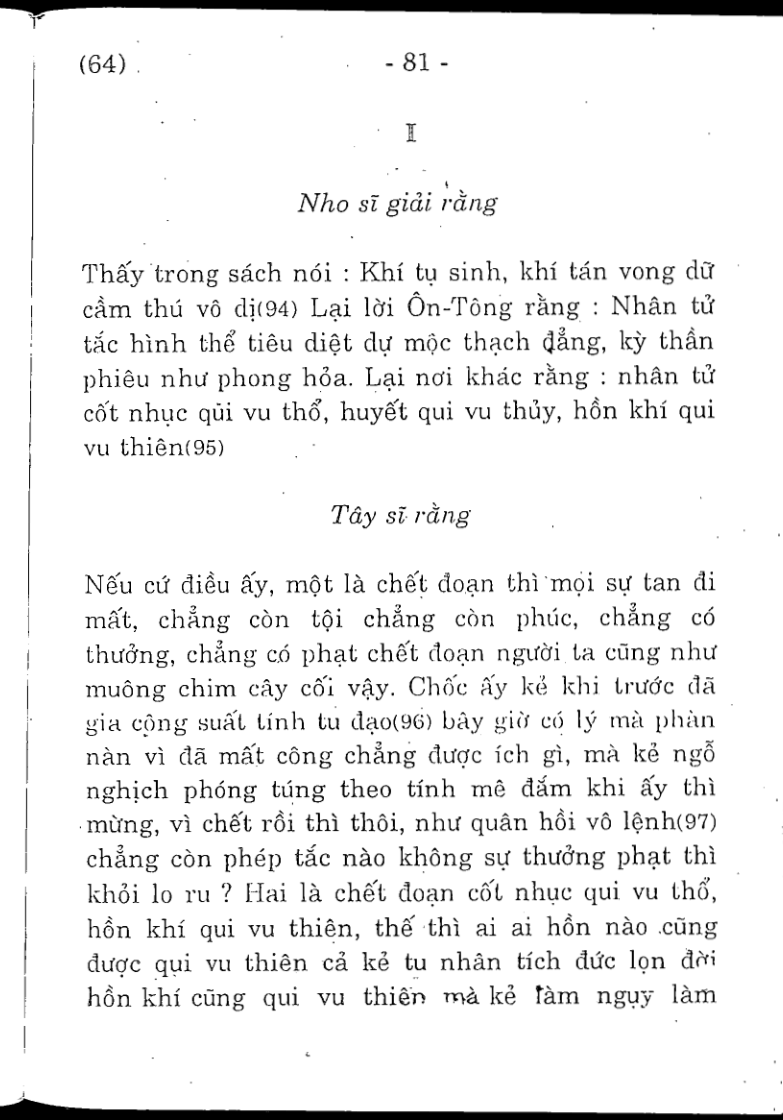 (64)
- 81 -
I
Nho sĩ giải rằng
Thấy trong sách nói : Khí tụ sinh, khí tán vong dữ
cầm thú vô dị(94) Lại lời Ôn-Tông rằng : Nhân tử
tắc hình thể tiêu diệt dự mộc thạch đẳng, kỳ thần
phiêu như phong hỏa. Lại nơi khác rằng : nhân tử
cốt nhục qũi vu thổ, huyết qui vu thủy, hồn khí qui
vu thiên(95)
Tây sĩ rằng
Nếu cứ điều ấy, một là chết đoạn thì mọi sự tan đi
mất, chẳng còn tội chẳng còn phúc, chẳng có
thưởng, chẳng có phạt chết đoạn người ta cũng như
muông chim cây cối vậy. Chốc ấy kẻ khi trước đã
gia công suất tính tu đạo(96) bây giờ có lý mà phàn
nàn vì đã mất công chẳng được ích gì, mà kẻ ngỗ
nghịch phóng túng theo tính mê đắm khi ấy thì
mừng, vì chết rồi thì thôi, như quân hồi vô lệnh(97)
chẳng còn phép tắc nào không sự thưởng phạt thì
khỏi lo ru ? Hai là chết đoạn cốt nhục qui vu thổ,
hồn khí qui vu thiên, thế thì ai ai hồn nào cũng
được qui vu thiên cả kẻ tu nhân tích đức lọn đời
hồn khí cũng qui vu thiên mà kẻ làm ngụy làm